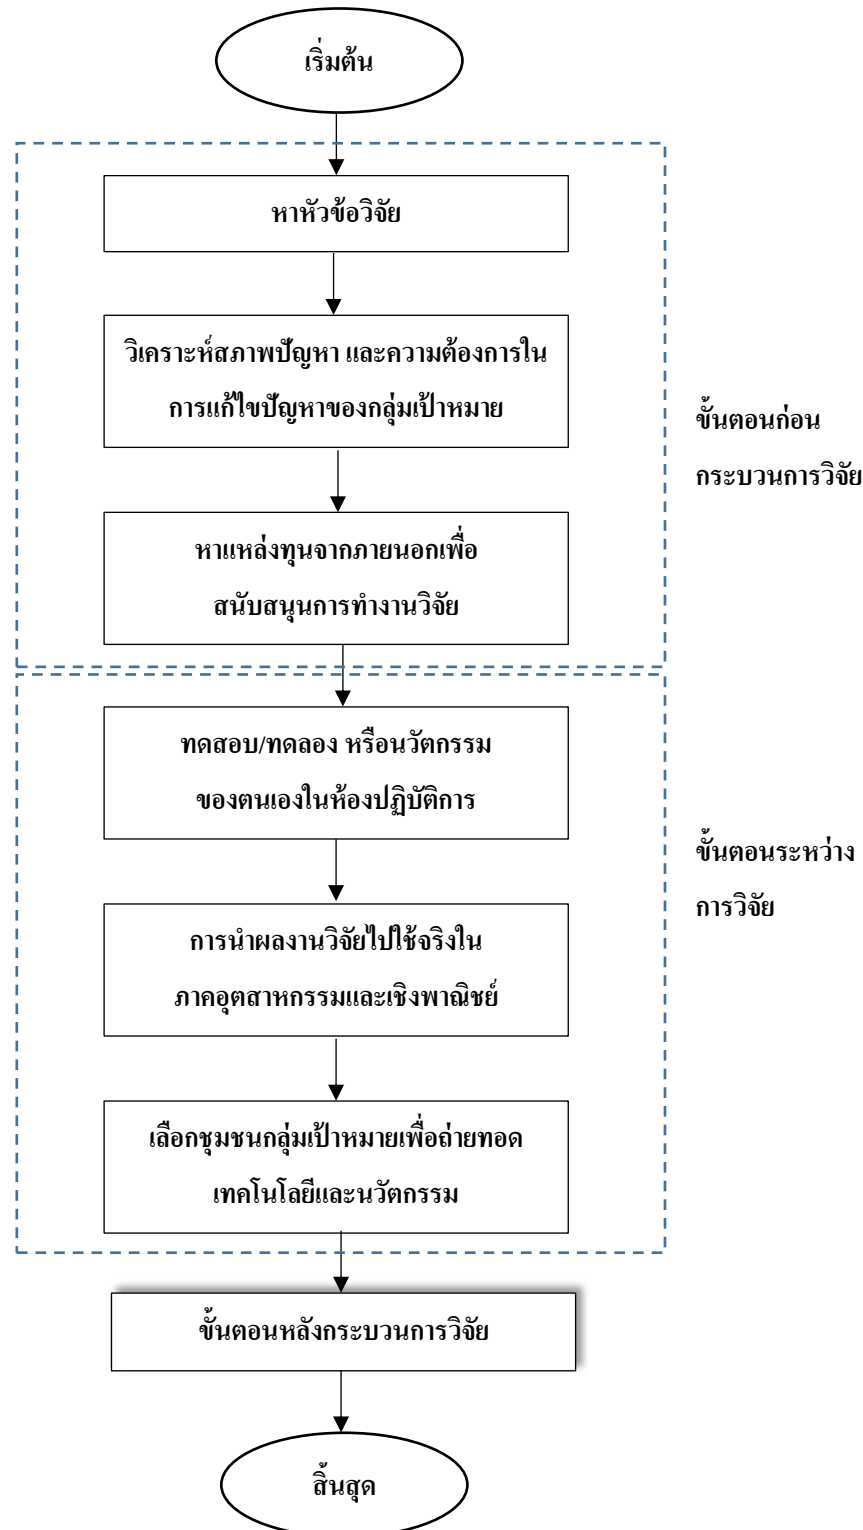 เริ่มต้น
หาหัวข้อวิจัย
วิเคราะห์สภาพปัญหา และความต้องการใน
การแก้ไขปัญหาของกลุ่มเป้าหมาย
หาแหล่งทุนจากภายนอกเพื่อ
สนับสนุนการทำงานวิจัย
ขั้นตอนก่อน
กระบวนการวิจัย
ทดสอบ/ทดลอง หรือนวัตกรรม
ของตนเองในห้องปฏิบัติการ
การนำผลงานวิจัยไปใช้จริงใน
ภาคอุตสาหกรรมและเชิงพาณิชย์
เลือกชุมชนกลุ่มเป้าหมายเพื่อถ่ายทอด
เทคโนโลยีและนวัตกรรม
ขั้นตอนระหว่าง
การวิจัย
ขั้นตอนหลังกระบวนการวิจัย
สิ้นสุด